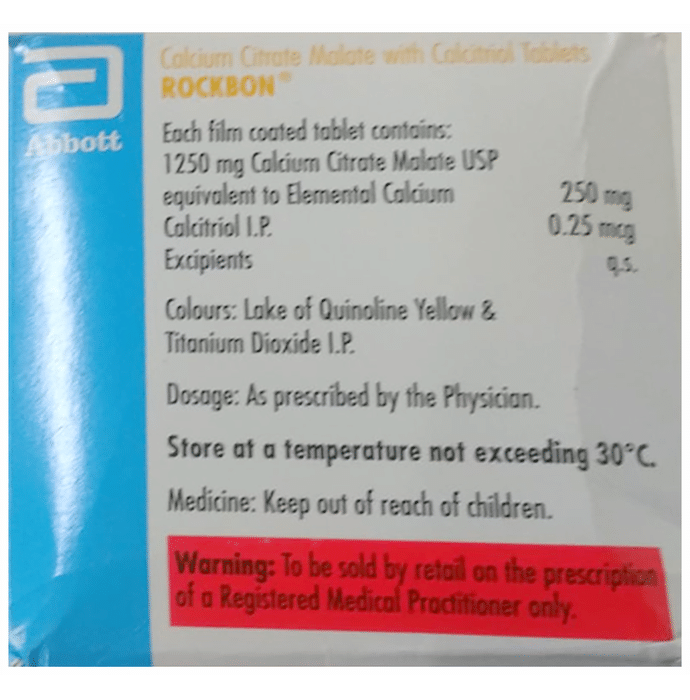 Abbott
Calcium Citrate Malate with Calcitriol Tablets
ROCKBON®
Each film coated tablet contains:
1250 mg Calcium Citrate Malate USP
equivalent to Elemental Calcium 250 mg
Calcitriol I.P. 0.25 mcg
Excipients q.s.
Colours: Lake of Quinoline Yellow &
Titanium Dioxide I.P.
Dosage: As prescribed by the Physician.
Store at a temperature not exceeding 30°C.
Medicine: Keep out of reach of children.
Warning: To be sold by retail on the prescription
of a Registered Medical Practitioner only.